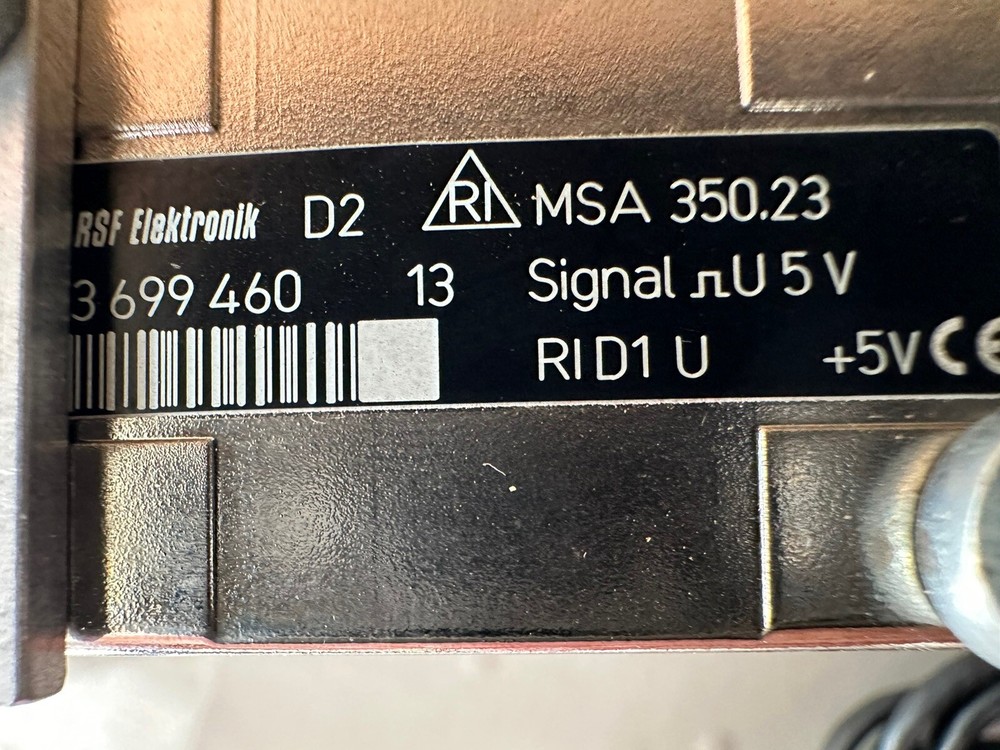 RSF Elektronik D2 RI MSA 350.23
3 699 460 13 Signal ⎍U 5 V
RI D1 U +5V CE